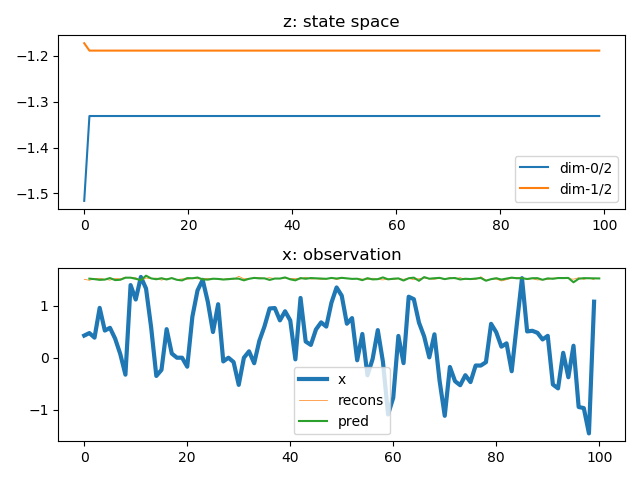 z: state space
−1.2
−1.3
−1.4
−1.5
dim-0/2
dim-1/2
0 20 40 60 80 100
x: observation
1
0
−1
x
recons
pred
0 20 40 60 80 100